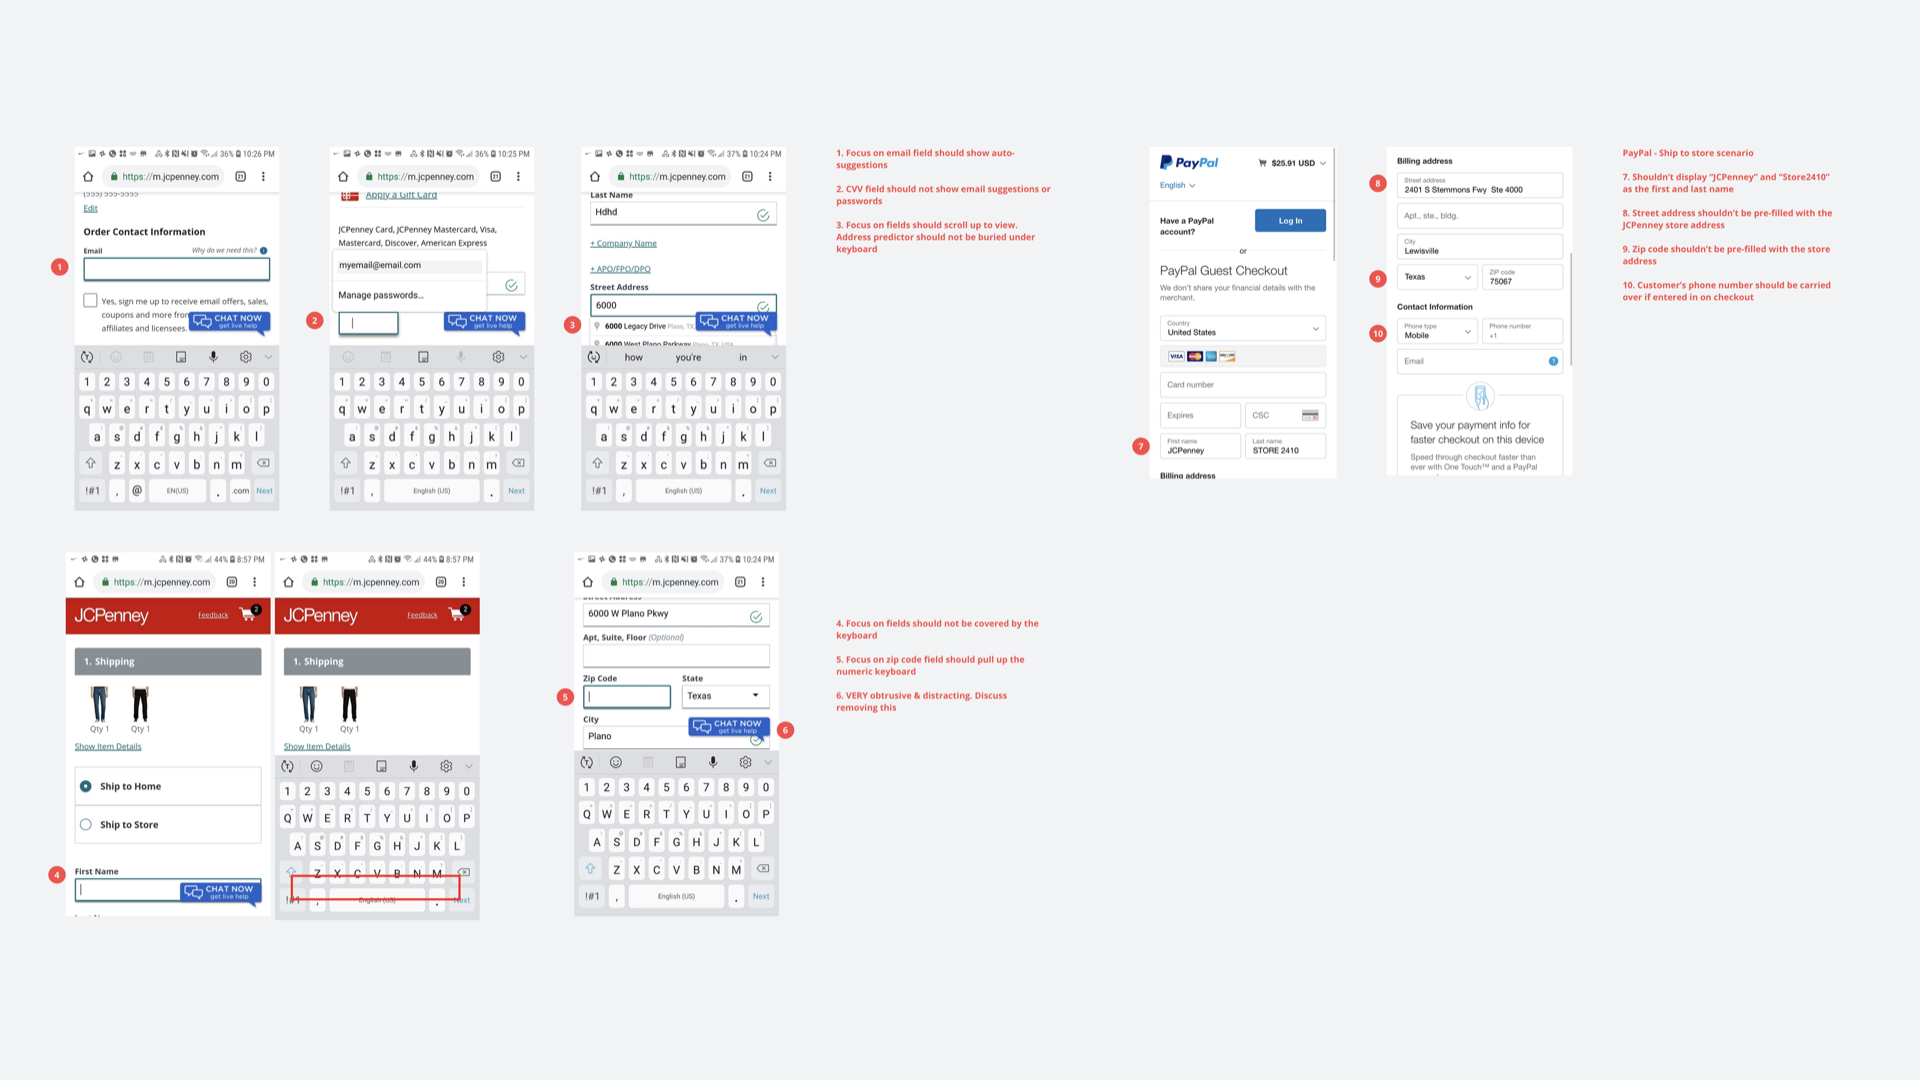 36% 10:26 PM
https://m.jcpenney.com
21
(555) 555-5555
Edit
Order Contact Information
Email
Why do we need this?
1
Yes, sign me up to receive email offers, sales,
coupons and more from
affiliates and licensees.
CHAT NOW
get live help
1 2 3 4 5 6 7 8 9 0
q w e r t y u i o p
a s d f g h j k l
z x c v b n m
!#1 , @ EN(US) . .com Next
36% 10:25 PM
https://m.jcpenney.com
21
Apply a Gift Card
JCPenney Card, JCPenney Mastercard, Visa,
Mastercard, Discover, American Express
myemail@email.com
Manage passwords...
2
CHAT NOW
get live help
1 2 3 4 5 6 7 8 9 0
q w e r t y u i o p
a s d f g h j k l
z x c v b n m
!#1 , English (US) . Next
37% 10:24 PM
https://m.jcpenney.com
21
Last Name
Hdhd
+ Company Name
+ APO/FPO/DPO
Street Address
6000
3
6000 Legacy Drive Plano, TX,
6000 West Plano Parkway Plano, TX, USA
CHAT NOW
get live help
how you're in
1 2 3 4 5 6 7 8 9 0
q w e r t y u i o p
a s d f g h j k l
z x c v b n m
!#1 , English (US) . Next
1. Focus on email field should show auto-
suggestions
2. CVV field should not show email suggestions or
passwords
3. Focus on fields should scroll up to view.
Address predictor should not be buried under
keyboard
PayPal
$25.91 USD
English
Have a PayPal
account?
Log In
or
PayPal Guest Checkout
We don't share your financial details with the
merchant.
Country
United States
VISA
Card number
Expires
CSC
7
First name
JCPenney
Last name
STORE 2410
Billing address
Billing address
8
Street address
2401 S Stemmons Fwy Ste 4000
Apt., ste., bldg.
City
Lewisville
9
Texas
ZIP code
75067
Contact Information
10
Phone type
Mobile
Phone number
+1
Email
?
Save your payment info for
faster checkout on this device
Speed through checkout faster than
ever with One Touch™ and a PayPal
PayPal - Ship to store scenario
7. Shouldn't display "JCPenney" and "Store2410"
as the first and last name
8. Street address shouldn't be pre-filled with the
JCPenney store address
9. Zip code shouldn't be pre-filled with the store
address
10. Customer's phone number should be carried
over if entered in on checkout
44% 8:57 PM
https://m.jcpenney.com
20
JCPenney
Feedback
2
1. Shipping
Qty 1 Qty 1
Show Item Details
Ship to Home
Ship to Store
4
First Name
CHAT NOW
get live help
44% 8:57 PM
https://m.jcpenney.com
20
JCPenney
Feedback
2
1. Shipping
Qty 1 Qty 1
Show Item Details
1 2 3 4 5 6 7 8 9 0
Q W E R T Y U I O P
A S D F G H J K L
Z X C V B N M
!#1 , English (US) . Next
37% 10:24 PM
https://m.jcpenney.com
21
Street Address
6000 W Plano Pkwy
Apt, Suite, Floor (Optional)
Zip Code
State
5
Texas
City
Plano
CHAT NOW
get live help
6
1 2 3 4 5 6 7 8 9 0
Q W E R T Y U I O P
A S D F G H J K L
Z X C V B N M
!#1 , English (US) . Next
4. Focus on fields should not be covered by the
keyboard
5. Focus on zip code field should pull up the
numeric keyboard
6. VERY obtrusive & distracting. Discuss
removing this